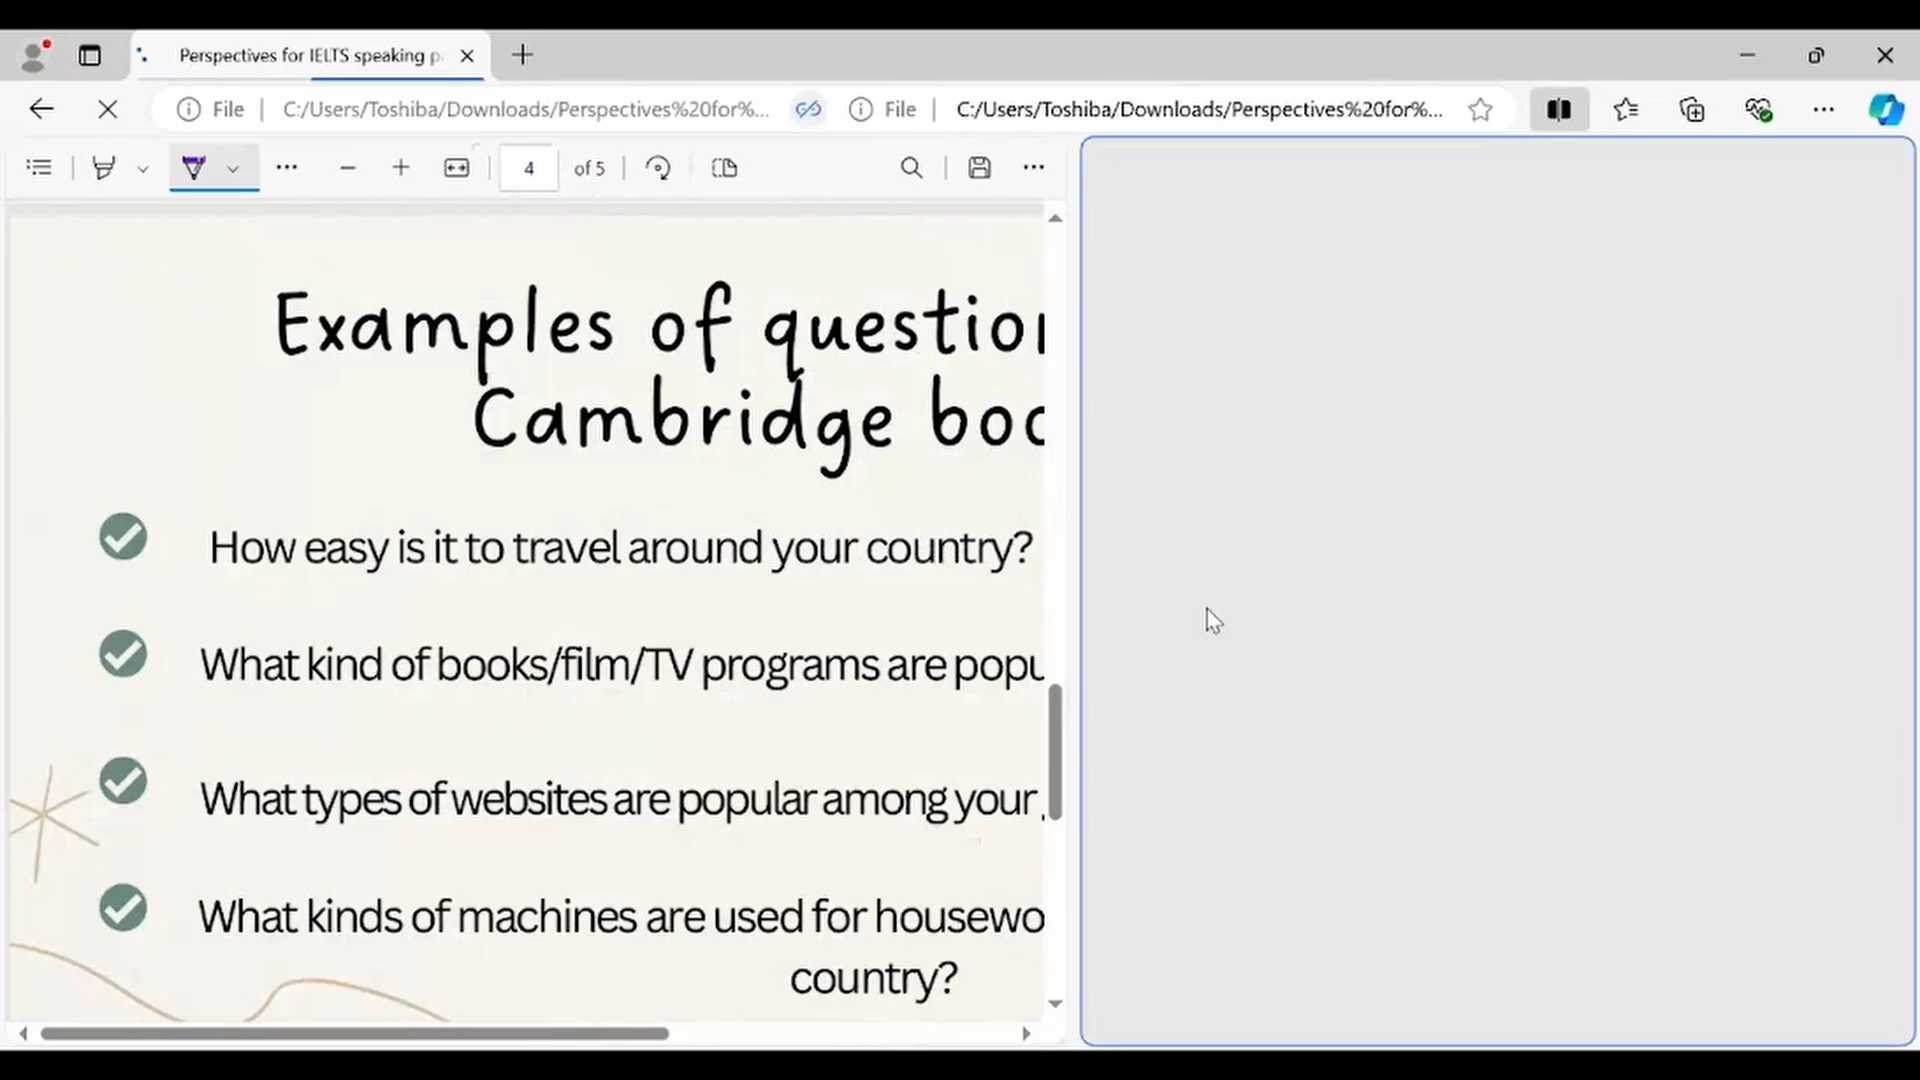 Perspectives for IELTS speaking p
File
C:/Users/Toshiba/Downloads/Perspectives%20for%...
File
C:/Users/Toshiba/Downloads/Perspectives%20for%...
4
of 5
Examples of question
Cambridge boo
How easy is it to travel around your country?
What kind of books/film/TV programs are popu
What types of websites are popular among your
What kinds of machines are used for housewo
country?